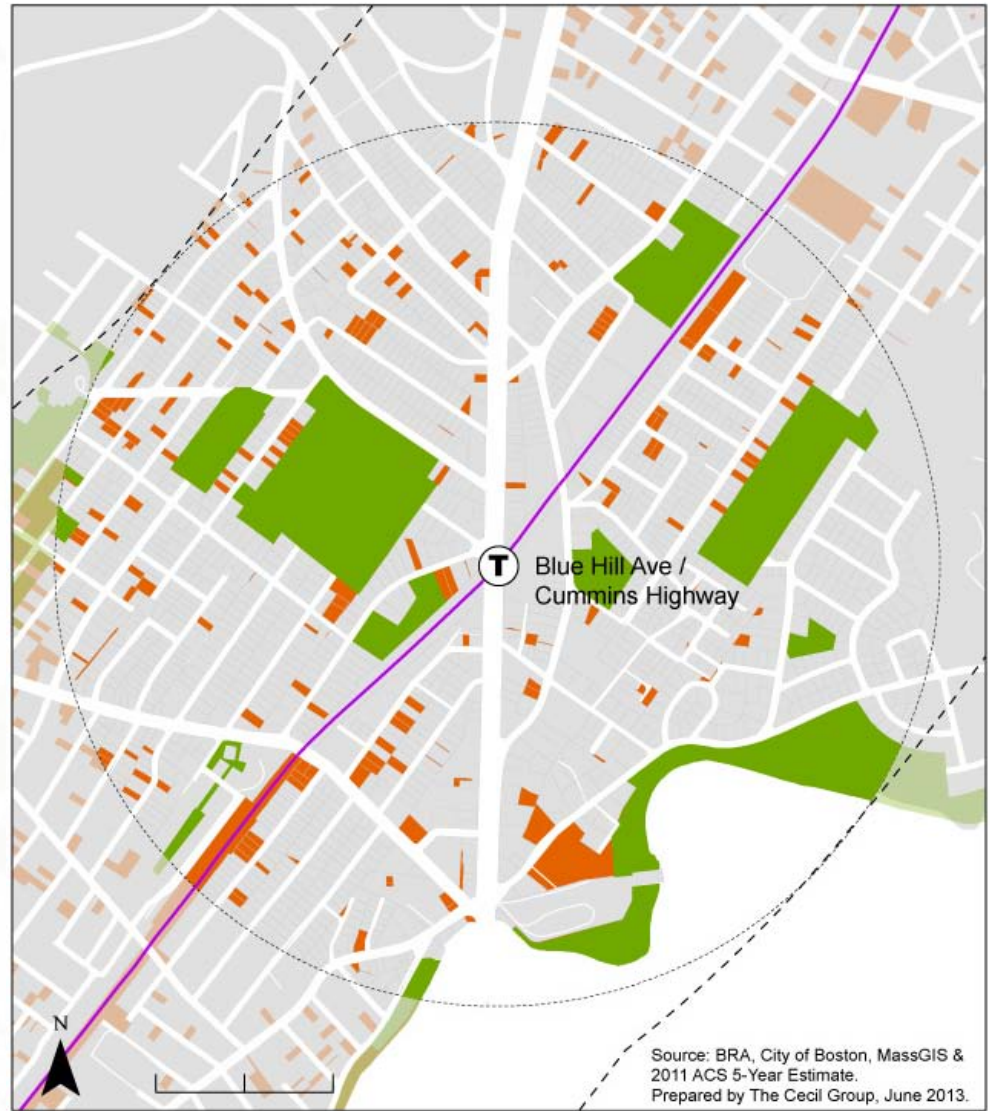 T
Blue Hill Ave /
Cummins Highway
N
Source: BRA, City of Boston, MassGIS &
2011 ACS 5-Year Estimate.
Prepared by The Cecil Group, June 2013.